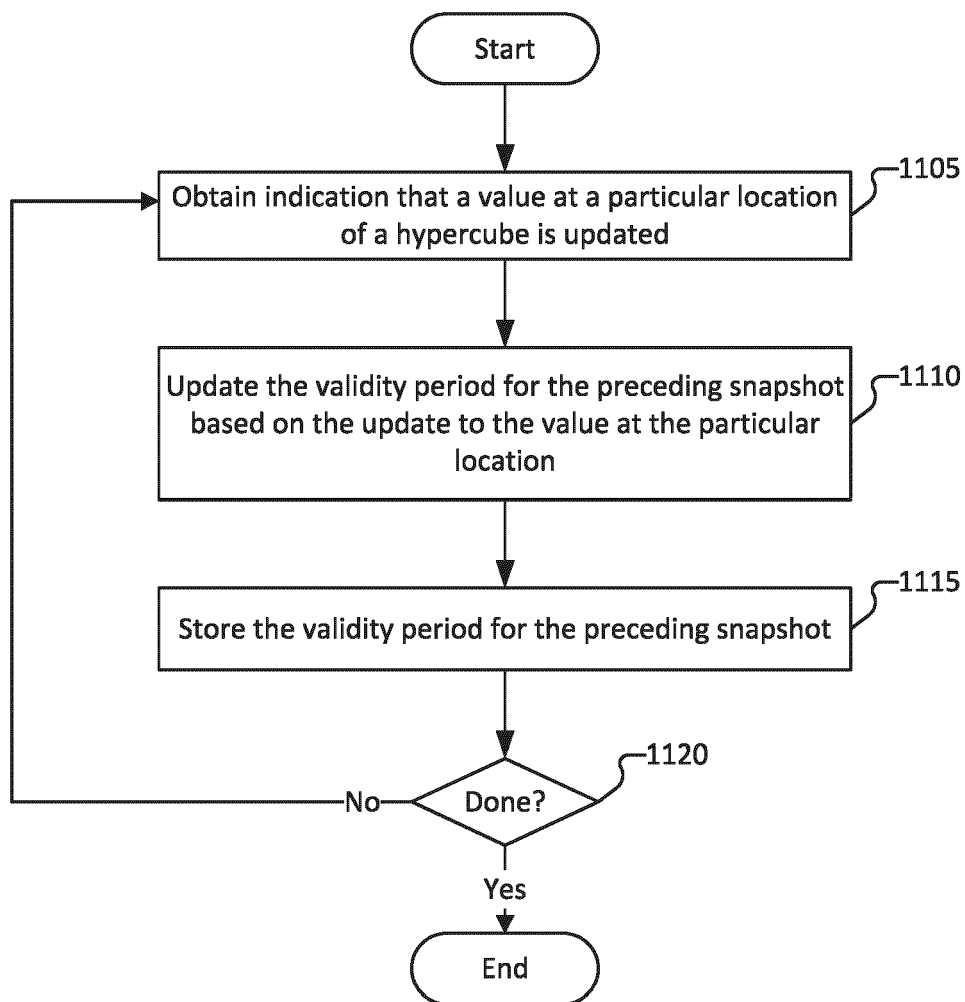 Start
1105
Obtain indication that a value at a particular location
of a hypercube is updated
1110
Update the validity period for the preceding snapshot
based on the update to the value at the particular
location
1115
Store the validity period for the preceding snapshot
1120
No
Done?
Yes
End